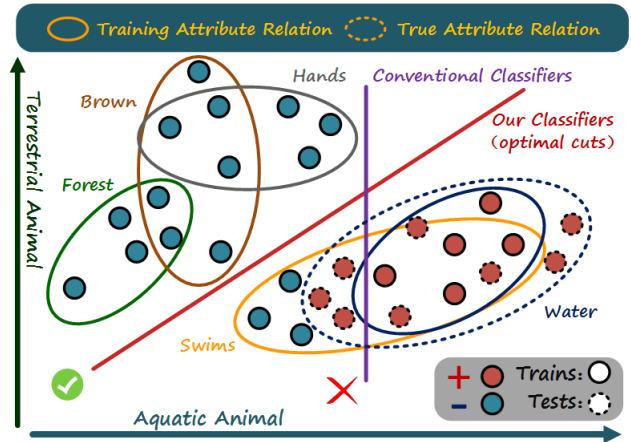 Training Attribute Relation
True Attribute Relation
Hands
Conventional Classifiers
Brown
Our Classifiers
(optimal cuts)
Terrestrial Animal
Forest
Water
Swims
+ Trains:
- Tests:
Aquatic Animal